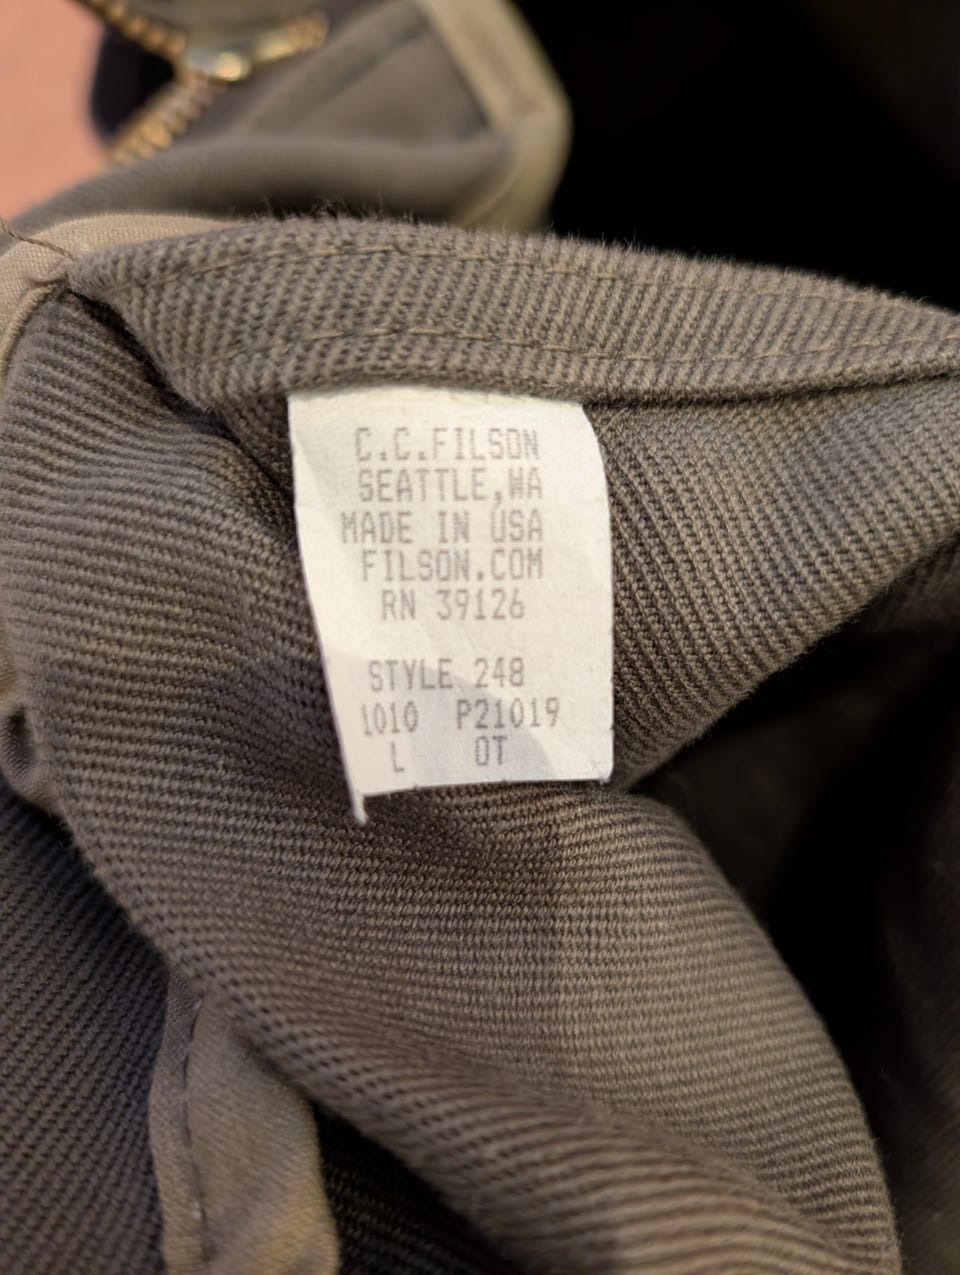 C.C.FILSON
SEATTLE,WA
MADE IN USA
FILSON.COM
RN 39126
STYLE 248
1010 P21019
L OT